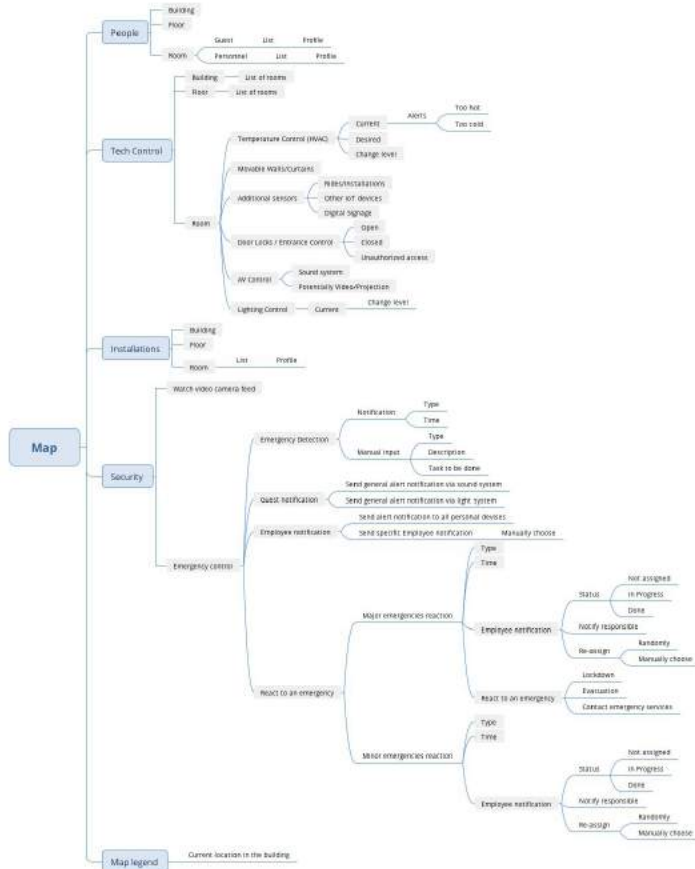 People
Building
Floor
Room
Guest List Profile
Personnel List Profile
Tech Control
Building List of rooms
Floor List of rooms
Room
Temperature Control (HVAC)
Current
Alerts
Too hot
Too cold
Desired
Change level
Movable Walls/Curtains
Additional sensors
Rides/Installations
Other IoT devices
Digital Signage
Door Locks / Entrance Control
Open
Closed
Unauthorized access
AV Control
Sound system
Potentially Video/Projection
Lighting Control Current Change level
Installations
Building
Floor
Room List Profile
Map
Security
Watch video camera feed
Emergency control
Emergency Detection
Notification
Type
Time
Manual input
Type
Description
Task to be done
Guest notification
Send general alert notification via sound system
Send general alert notification via light system
Employee notification
Send alert notification to all personal devises
Send specific Employee notification Manually choose
React to an emergency
Major emergencies reaction
Type
Time
Employee notification
Status
Not assigned
In Progress
Done
Notify responsible
Re-assign
Randomly
Manually choose
React to an emergency
Lockdown
Evacuation
Contact emergency services
Minor emergencies reaction
Type
Time
Employee notification
Status
Not assigned
In Progress
Done
Notify responsible
Re-assign
Randomly
Manually choose
Map legend Current location in the building